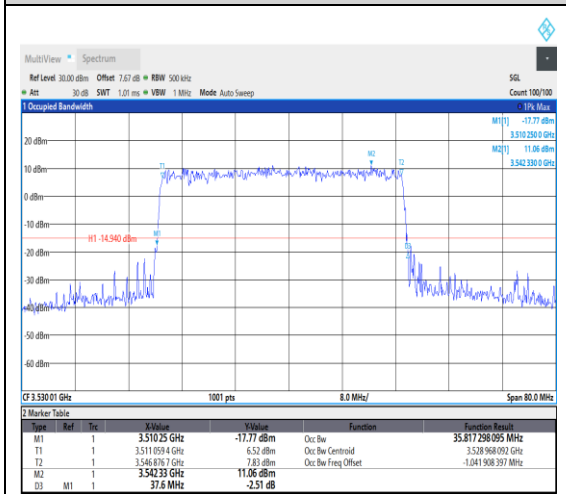 MultiView Spectrum
Ref Level 30.00 dBm Offset 7.67 dB RBW 500 kHz SGL
Att 30 dB SWT 1.01 ms VBW 1 MHz Mode Auto Sweep Count 100/100
1 Occupied Bandwidth 1Pk Max
M1[1] -17.77 dBm
3.510 250 0 GHz
M2[1] 11.06 dBm
3.542 330 0 GHz
20 dBm
M2
T1 T2
10 dBm
0 dBm
-10 dBm
M1
H1 -14.940 dBm
D3
-20 dBm
-30 dBm
-40 dBm
-50 dBm
-60 dBm
CF 3.530 01 GHz 1001 pts 8.0 MHz/ Span 80.0 MHz
2 Marker Table
Type Ref Trc X-Value Y-Value Function Function Result
M1 1 3.510 25 GHz -17.77 dBm Occ Bw 35.817 298 095 MHz
T1 1 3.511 059 4 GHz 6.52 dBm Occ Bw Centroid 3.528 968 092 GHz
T2 1 3.546 876 7 GHz 7.83 dBm Occ Bw Freq Offset -1.041 908 397 MHz
M2 1 3.542 33 GHz 11.06 dBm
D3 M1 1 37.6 MHz -2.51 dB